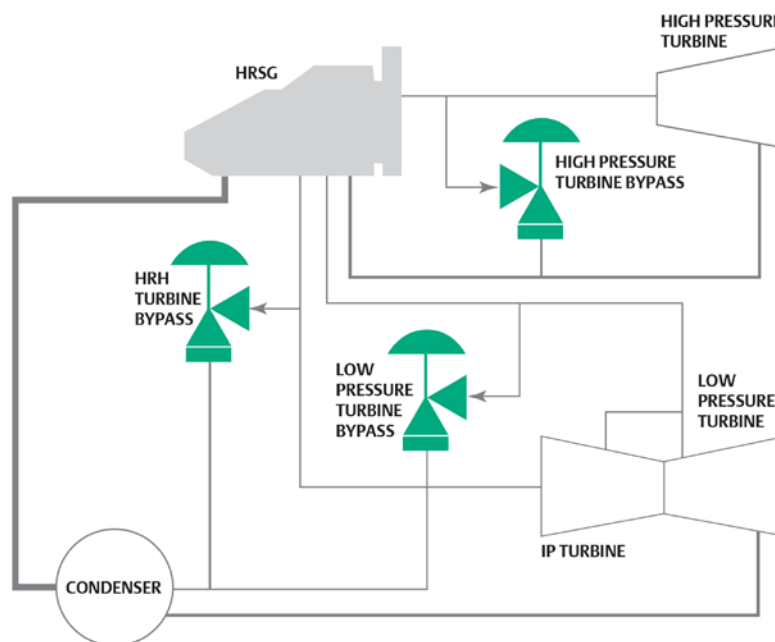 HIGH PRESSURE
TURBINE
HRSG
HIGH PRESSURE
TURBINE BYPASS
HRH
TURBINE
BYPASS
LOW
PRESSURE
TURBINE
BYPASS
LOW
PRESSURE
TURBINE
IP TURBINE
CONDENSER